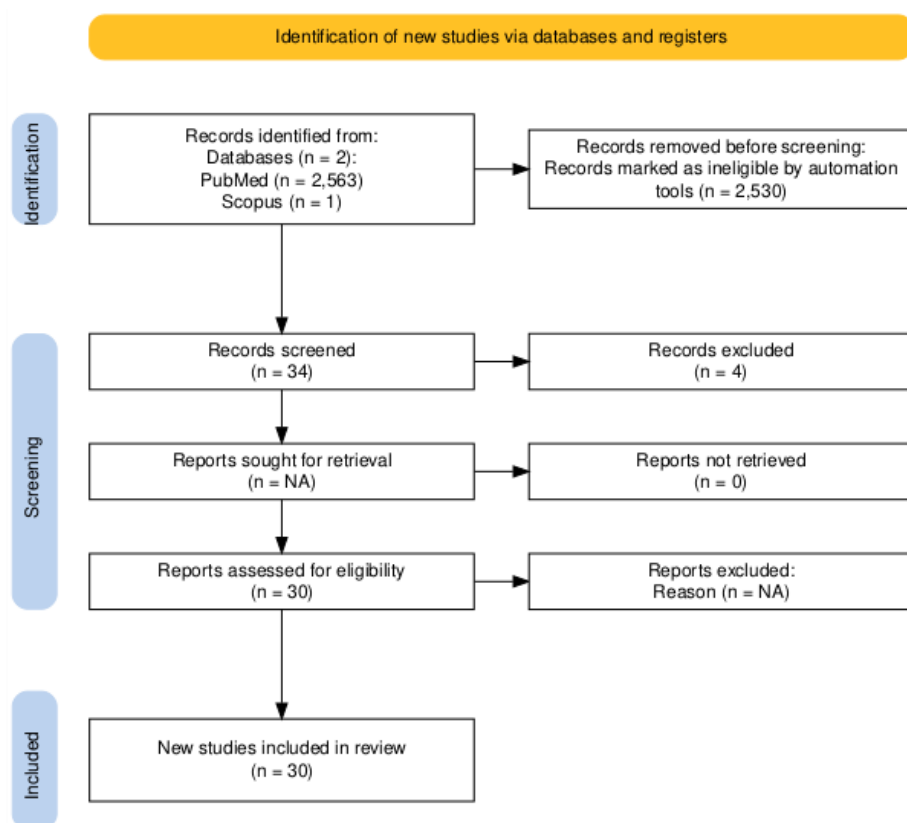 Identification of new studies via databases and registers
Identification
Records identified from:
Databases (n = 2):
PubMed (n = 2,563)
Scopus (n = 1)
Records removed before screening:
Records marked as ineligible by automation
tools (n = 2,530)
Screening
Records screened
(n = 34)
Records excluded
(n = 4)
Reports sought for retrieval
(n = NA)
Reports not retrieved
(n = 0)
Reports assessed for eligibility
(n = 30)
Reports excluded:
Reason (n = NA)
Included
New studies included in review
(n = 30)